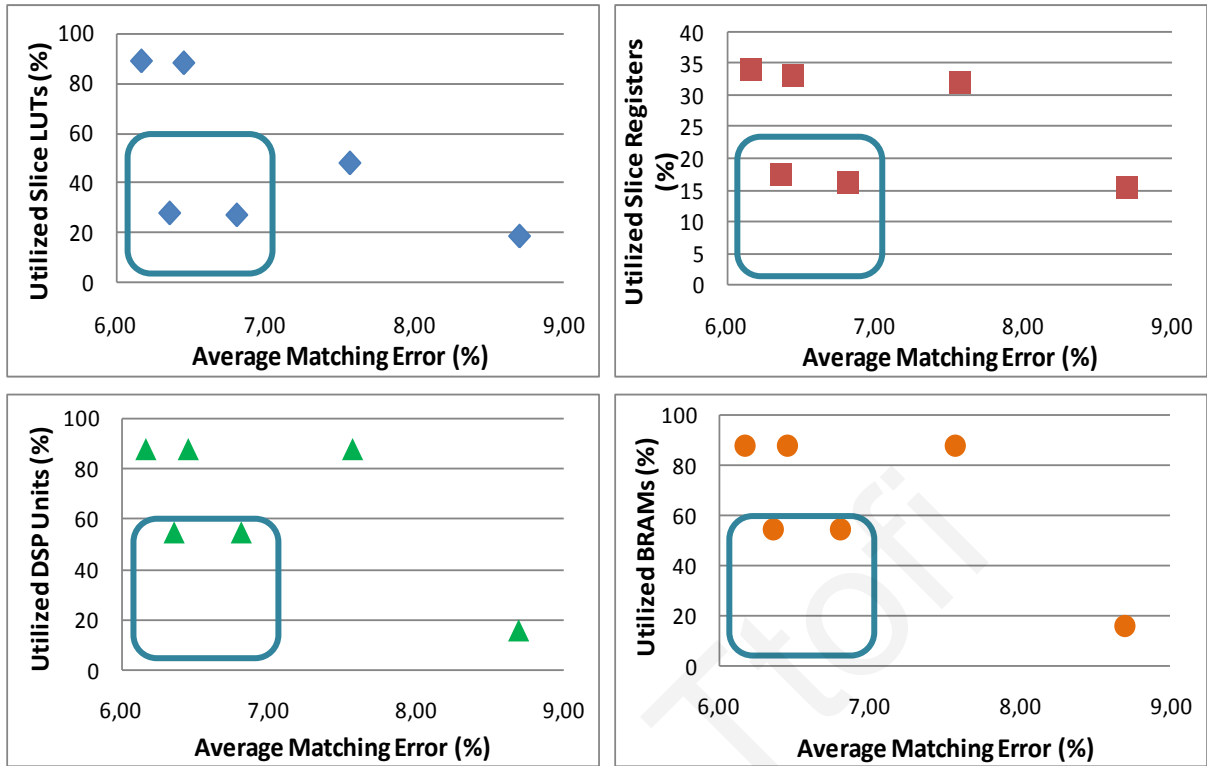 Utilized Slice LUTs (%)
100
80
60
40
20
0
6,00 7,00 8,00 9,00
Average Matching Error (%)
Utilized Slice Registers
(%)
40
35
30
25
20
15
10
5
0
6,00 7,00 8,00 9,00
Average Matching Error (%)
Utilized DSP Units (%)
100
80
60
40
20
0
6,00 7,00 8,00 9,00
Average Matching Error (%)
Utilized BRAMs (%)
100
80
60
40
20
0
6,00 7,00 8,00 9,00
Average Matching Error (%)
Ttofi